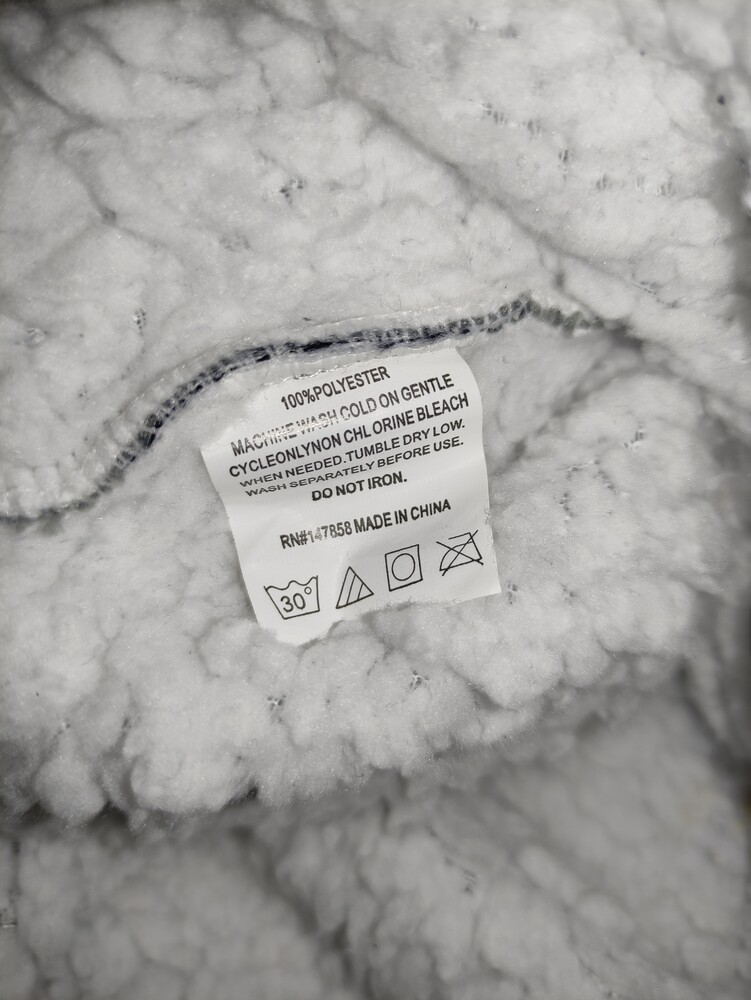 100%POLYESTER
MACHINE WASH COLD ON GENTLE
CYCLEONLYNON CHL ORINE BLEACH
WHEN NEEDED.TUMBLE DRY LOW.
WASH SEPARATELY BEFORE USE.
DO NOT IRON.
RN#147858 MADE IN CHINA
30°